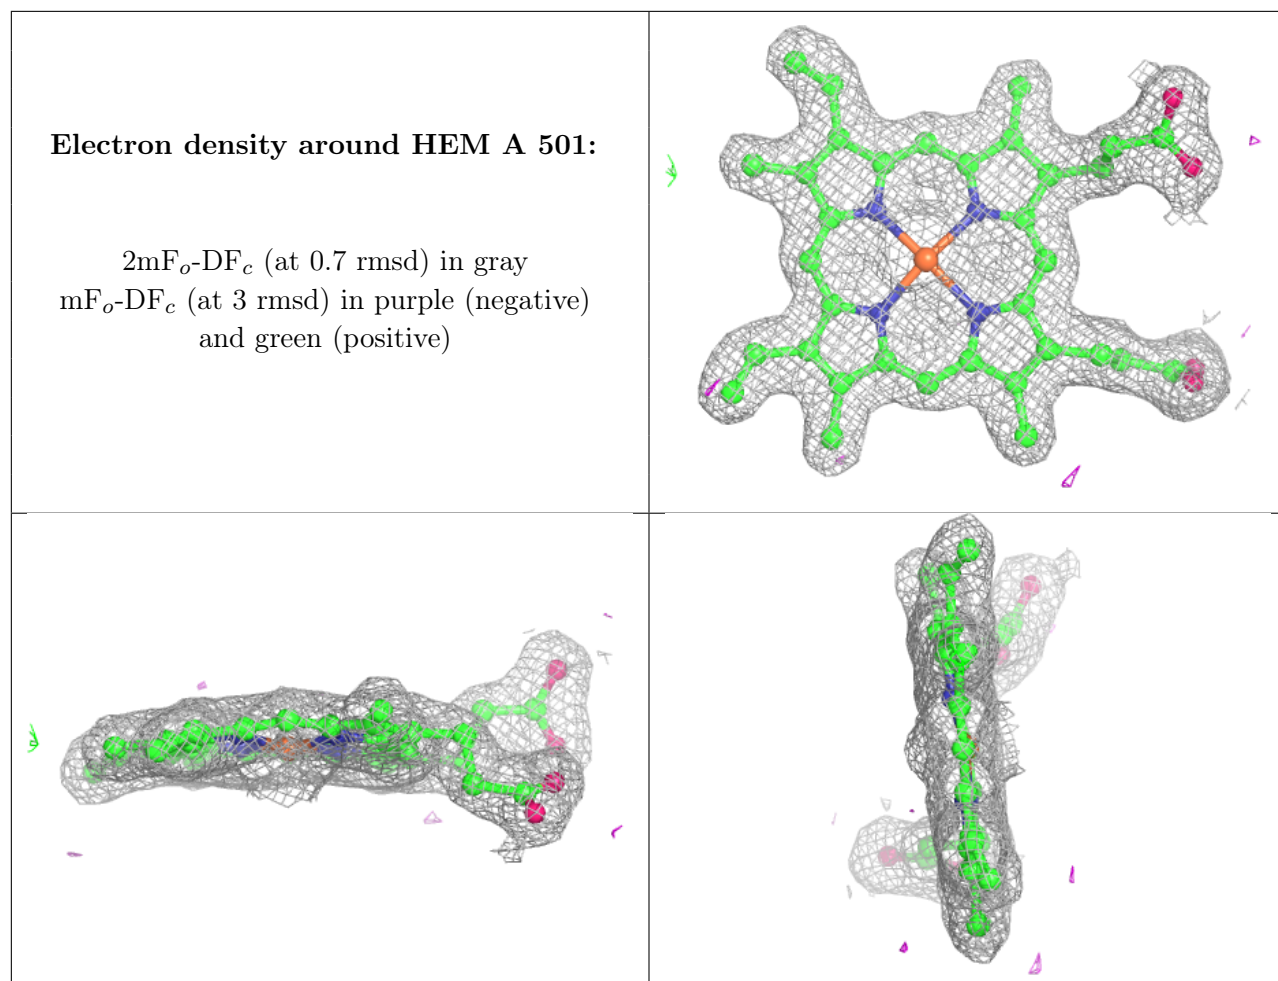 Electron density around HEM A 501:
2mFo-DFc (at 0.7 rmsd) in gray
mFo-DFc (at 3 rmsd) in purple (negative)
and green (positive)